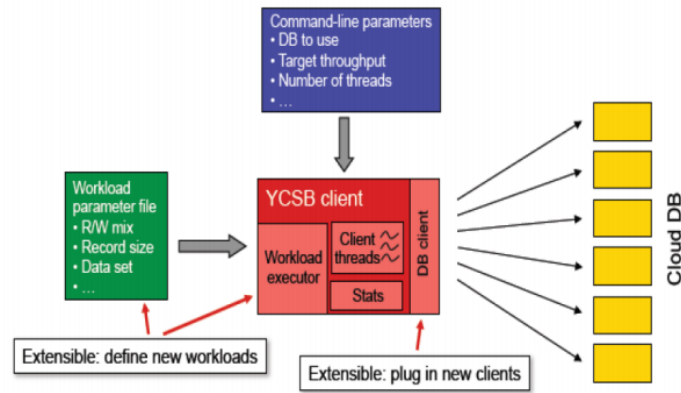 Command-line parameters
• DB to use
• Target throughput
• Number of threads
• ...
Workload
parameter file
• R/W mix
• Record size
• Data set
• ...
YCSB client
Workload
executor
Client
threads
Stats
DB client
Cloud DB
Extensible: define new workloads
Extensible: plug in new clients